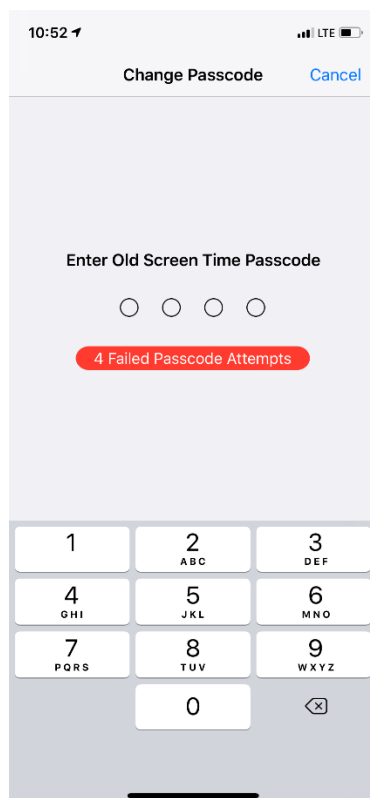 10:52 LTE
Change Passcode Cancel
Enter Old Screen Time Passcode
4 Failed Passcode Attempts
1 2 3
ABC DEF
4 5 6
GHI JKL MNO
7 8 9
PQRS TUV WXYZ
0